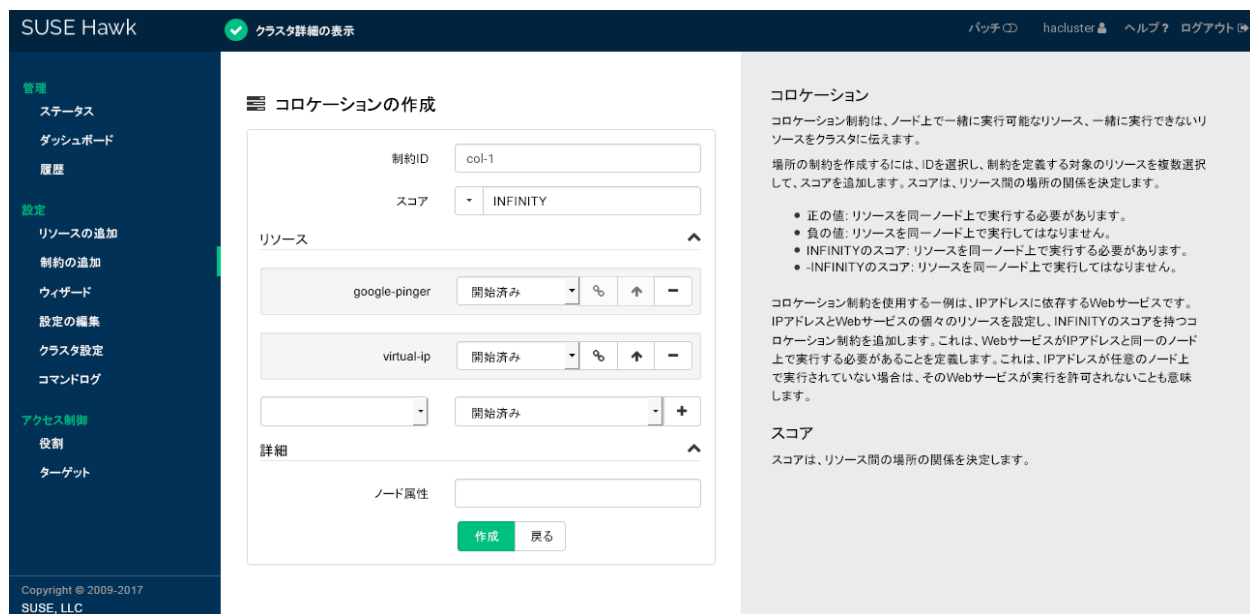 SUSE Hawk
クラスタ詳細の表示
バッチ
hacluster
ヘルプ?
ログアウト
管理
ステータス
ダッシュボード
履歴
設定
リソースの追加
制約の追加
ウィザード
設定の編集
クラスタ設定
コマンドログ
アクセス制御
役割
ターゲット
Copyright © 2009-2017
SUSE, LLC
コロケーションの作成
制約ID col-1
スコア INFINITY
リソース
google-pinger 開始済み
virtual-ip 開始済み
開始済み
詳細
ノード属性
作成 戻る
コロケーション
コロケーション制約は、ノード上で一緒に実行可能なリソース、一緒に実行できないリ
ソースをクラスタに伝えます。
場所の制約を作成するには、IDを選択し、制約を定義する対象のリソースを複数選択
して、スコアを追加します。スコアは、リソース間の場所の関係を決定します。
• 正の値: リソースを同一ノード上で実行する必要があります。
• 負の値: リソースを同一ノード上で実行してはなりません。
• INFINITYのスコア: リソースを同一ノード上で実行する必要があります。
• -INFINITYのスコア: リソースを同一ノード上で実行してはなりません。
コロケーション制約を使用する一例は、IPアドレスに依存するWebサービスです。
IPアドレスとWebサービスの個々のリソースを設定し、INFINITYのスコアを持つコ
ロケーション制約を追加します。これは、WebサービスがIPアドレスと同一のノード
上で実行する必要があることを定義します。これは、IPアドレスが任意のノード上
で実行されていない場合は、そのWebサービスが実行を許可されないことも意味
します。
スコア
スコアは、リソース間の場所の関係を決定します。